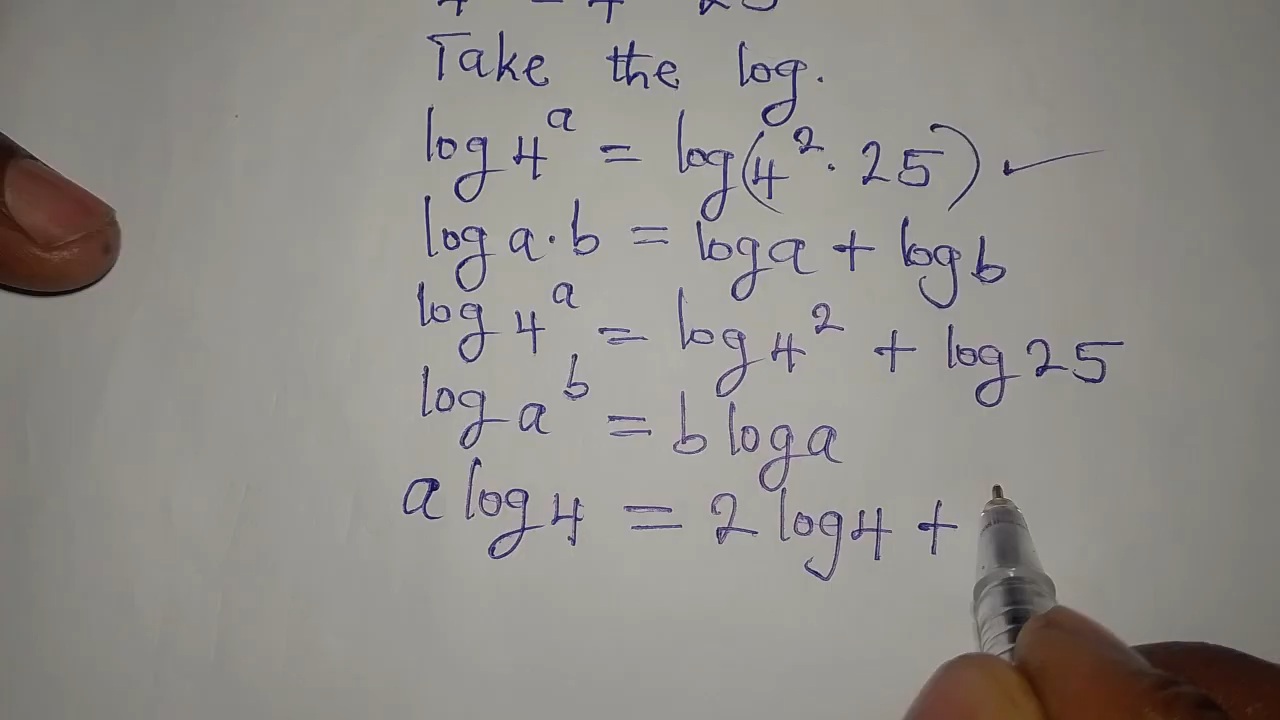 Take the log.
log 4^a = log(4^2 · 25) ✓
log a·b = log a + log b
log 4^a = log 4^2 + log 25
log a^b = b log a
a log 4 = 2 log 4 +